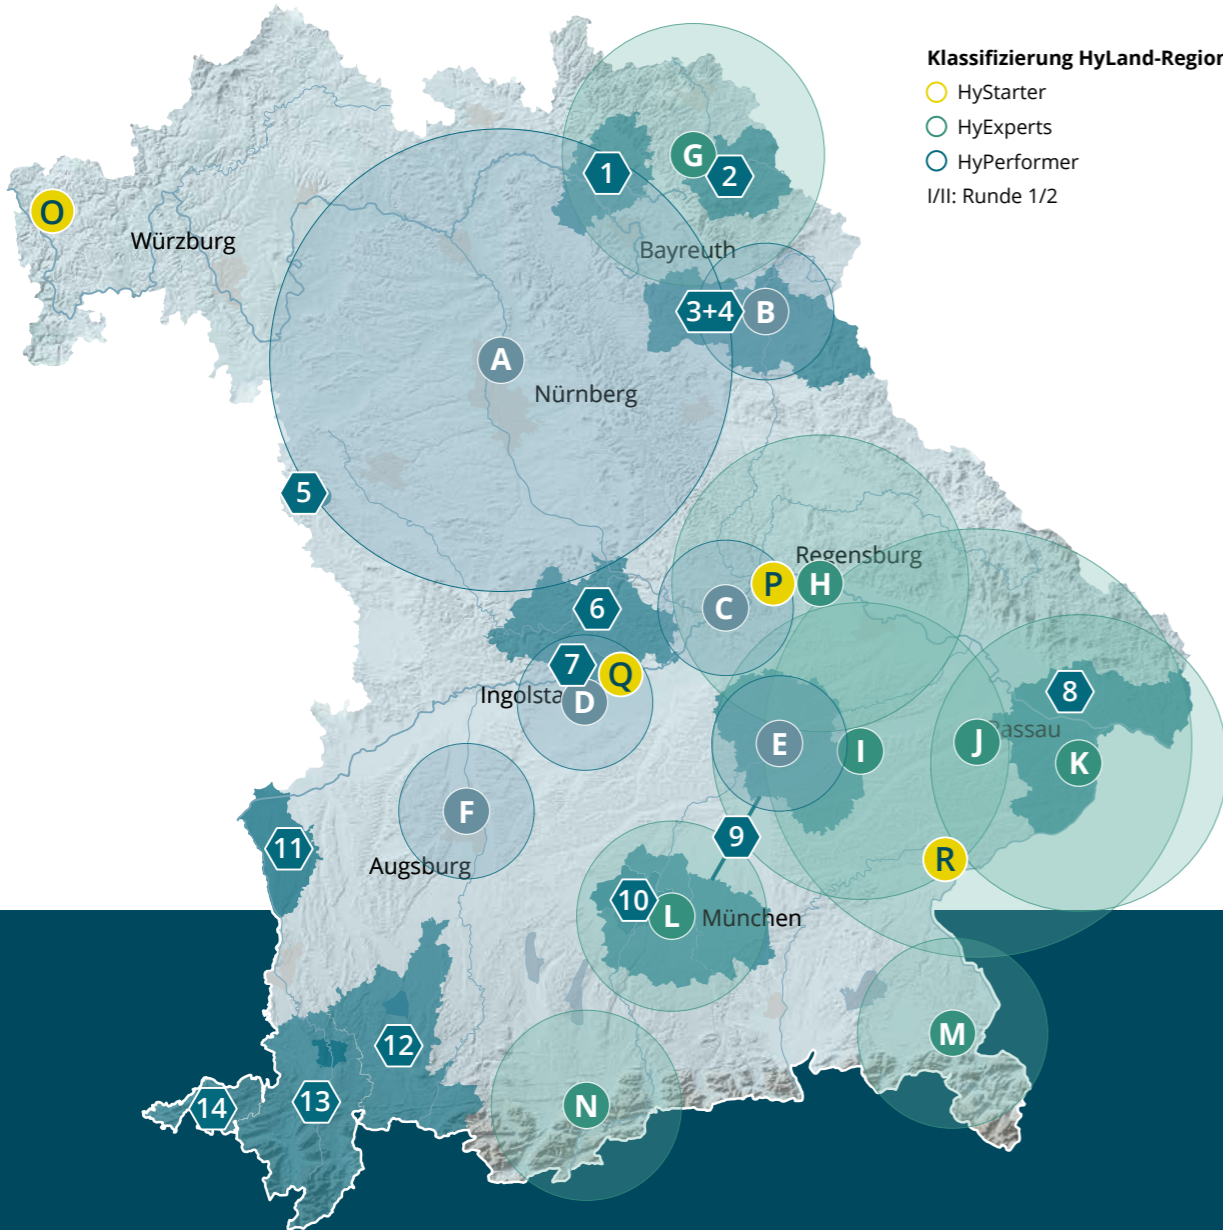 Klassifizierung HyLand-Region
HyStarter
HyExperts
HyPerformer
I/II: Runde 1/2
G
1
2
O
Würzburg
Bayreuth
3+4
B
A
Nürnberg
5
Regensburg
P
H
C
6
7
Q
Ingolsta
D
8
J
assau
E
I
K
F
9
11
Augsburg
R
10
L
München
M
12
13
14
N